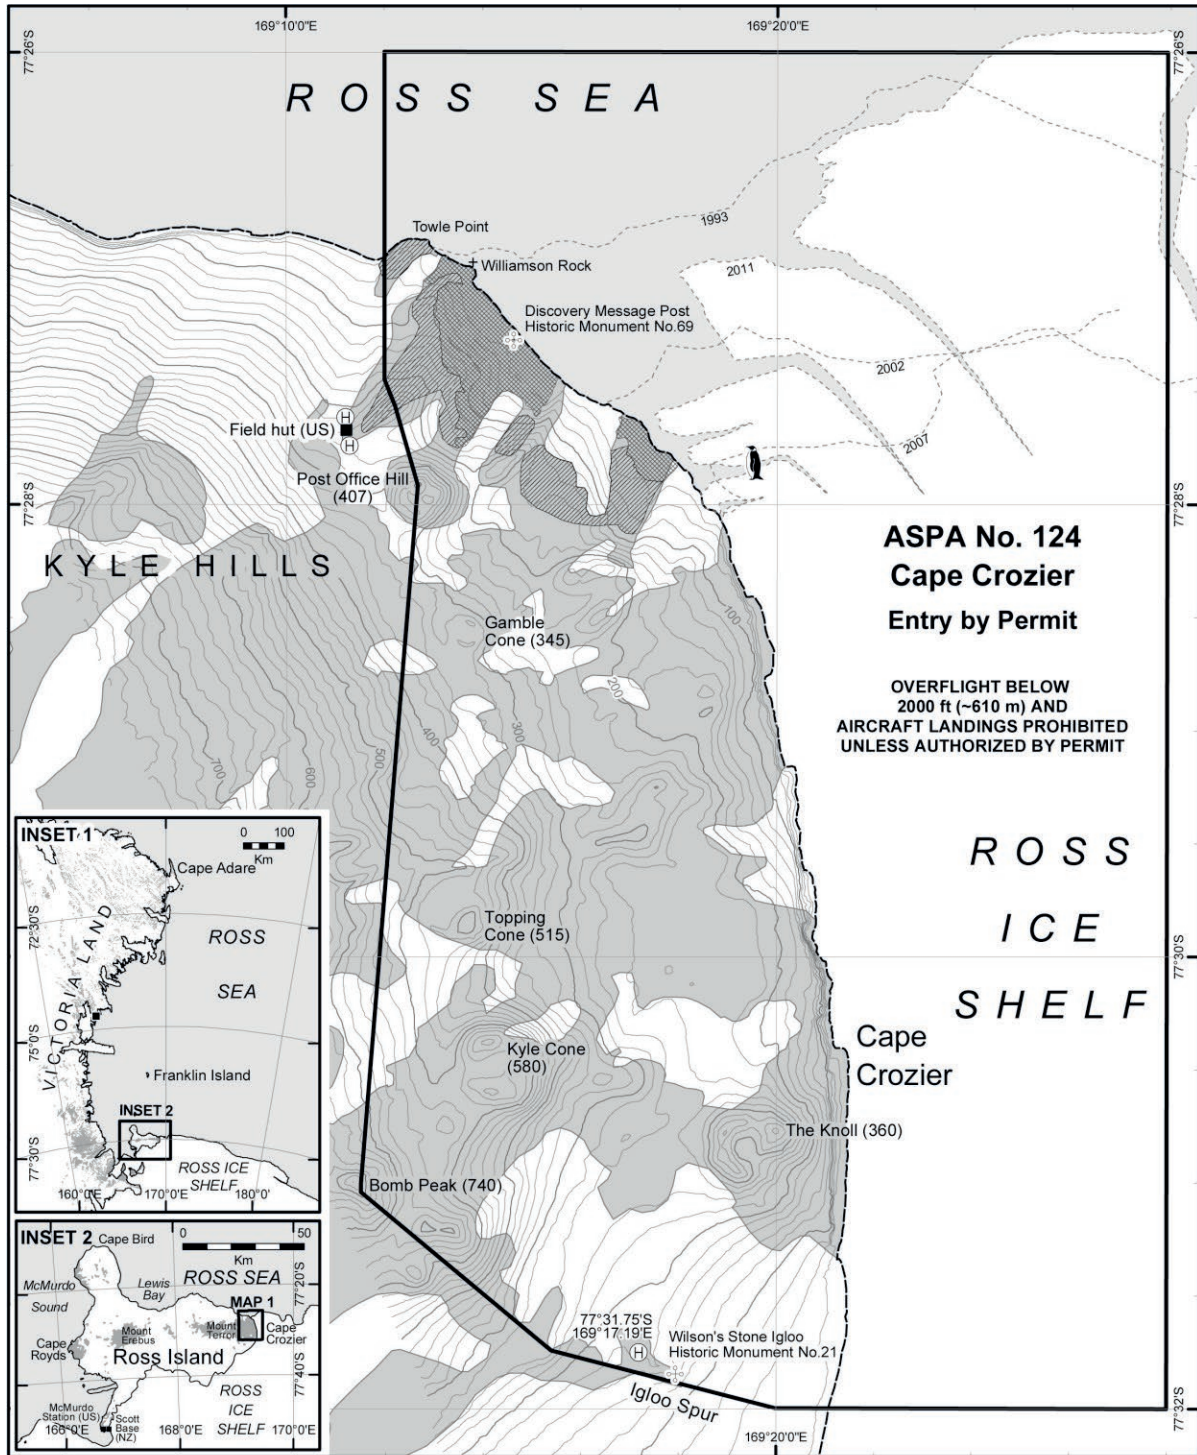 169°10'0"E
169°20'0"E
77°26'S
77°26'S
ROSS SEA
1993
Towle Point
Williamson Rock
2011
Discovery Message Post
Historic Monument No.69
2002
Field hut (US)
H
H
2007
Post Office Hill
(407)
77°28'S
77°28'S
ASPA No. 124
Cape Crozier
Entry by Permit
KYLE HILLS
100
Gamble
Cone (345)
200
OVERFLIGHT BELOW
2000 ft (~610 m) AND
AIRCRAFT LANDINGS PROHIBITED
UNLESS AUTHORIZED BY PERMIT
300
400
500
600
700
ROSS
ICE
SHELF
Topping
Cone (515)
77°30'S
Kyle Cone
(580)
Cape
Crozier
The Knoll (360)
Bomb Peak (740)
77°31.75'S
169°17.19'E
H
Wilson's Stone Igloo
Historic Monument No.21
Igloo Spur
77°32'S
169°20'0"E
INSET 1
0 100
Km
Cape Adare
72°30'S
ROSS
SEA
VICTORIA LAND
75°0'S
Franklin Island
INSET 2
77°30'S
ROSS ICE
SHELF
160°0'E
170°0'E
180°0'
INSET 2
Cape Bird
0 50
Km
McMurdo
Sound
Lewis
Bay
ROSS SEA
77°20'S
MAP 1
Mount
Erebus
Mount
Terror
Cape
Crozier
Cape
Royds
Ross Island
77°40'S
ROSS
ICE
SHELF
McMurdo
Station (US)
Scott
Base
(NZ)
166°0'E
168°0'E
170°0'E